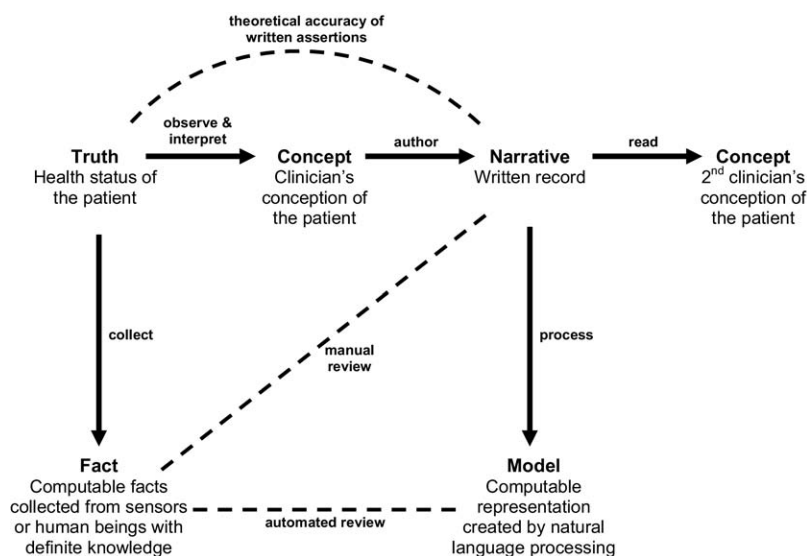 theoretical accuracy of
written assertions
observe &
interpret
author
read
Truth
Health status of
the patient
Concept
Clinician's
conception of
the patient
Narrative
Written record
Concept
2nd clinician's
conception of
the patient
collect
manual
review
process
Fact
Computable facts
collected from sensors
or human beings with
definite knowledge
automated review
Model
Computable
representation
created by natural
language processing